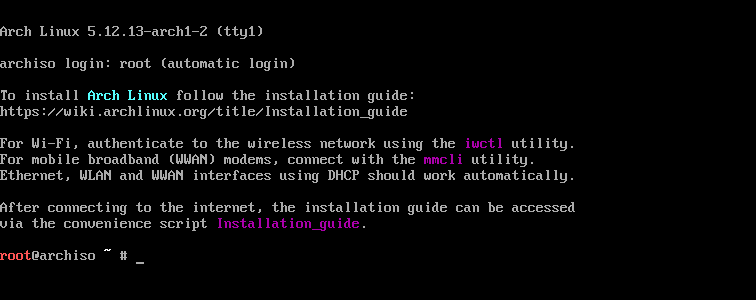 Arch Linux 5.12.13-arch1-2 (tty1)
archiso login: root (automatic login)
To install Arch Linux follow the installation guide:
https://wiki.archlinux.org/title/Installation_guide
For Wi-Fi, authenticate to the wireless network using the iwctl utility.
For mobile broadband (WWAN) modems, connect with the mmcli utility.
Ethernet, WLAN and WWAN interfaces using DHCP should work automatically.
After connecting to the internet, the installation guide can be accessed
via the convenience script Installation_guide.
root@archiso ~ # _